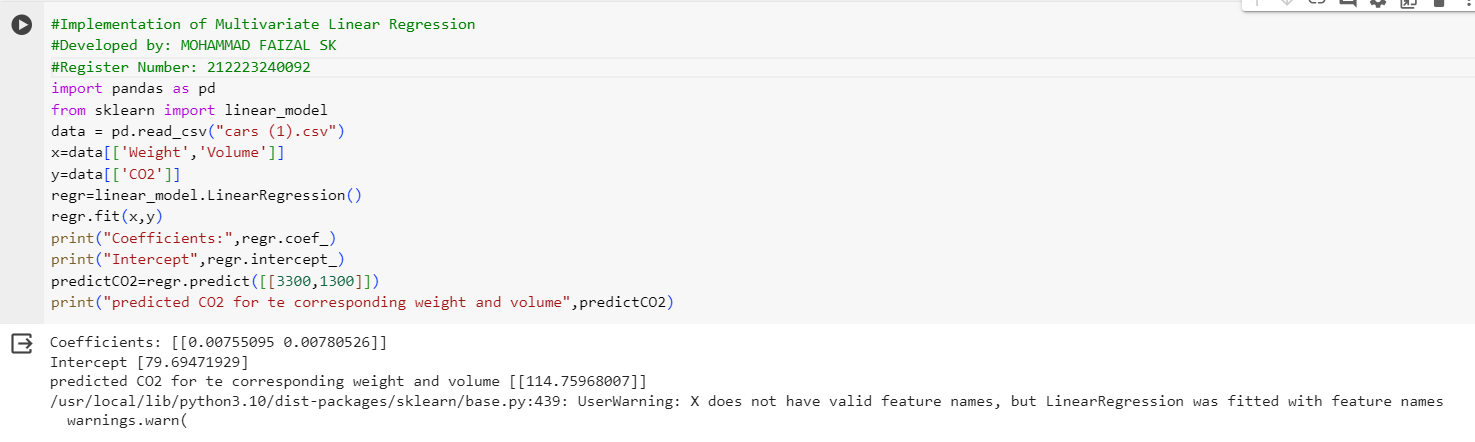 #Implementation of Multivariate Linear Regression
#Developed by: MOHAMMAD FAIZAL SK
#Register Number: 212223240092
import pandas as pd
from sklearn import linear_model
data = pd.read_csv("cars (1).csv")
x=data[['Weight','Volume']]
y=data[['CO2']]
regr=linear_model.LinearRegression()
regr.fit(x,y)
print("Coefficients:",regr.coef_)
print("Intercept",regr.intercept_)
predictCO2=regr.predict([[3300,1300]])
print("predicted CO2 for te corresponding weight and volume",predictCO2)
Coefficients: [[0.00755095 0.00780526]]
Intercept [79.69471929]
predicted CO2 for te corresponding weight and volume [[114.75968007]]
/usr/local/lib/python3.10/dist-packages/sklearn/base.py:439: UserWarning: X does not have valid feature names, but LinearRegression was fitted with feature names
  warnings.warn(